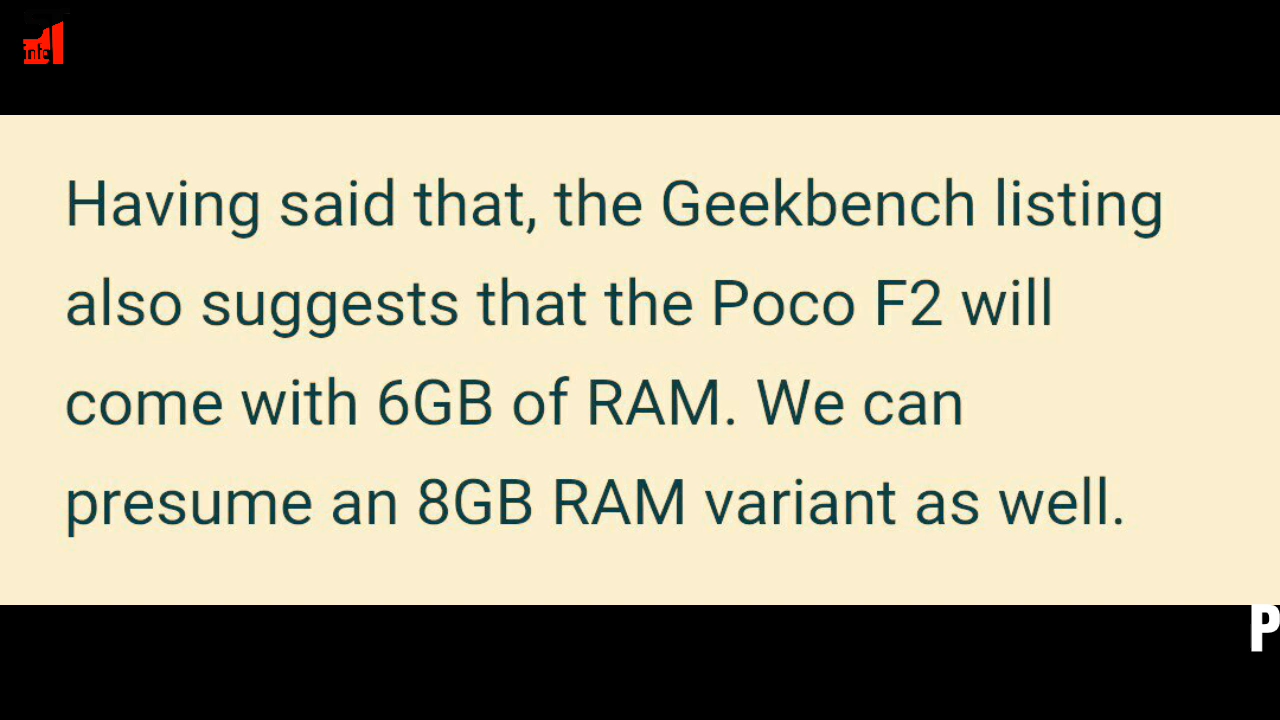 Having said that, the Geekbench listing
also suggests that the Poco F2 will
come with 6GB of RAM. We can
presume an 8GB RAM variant as well.
P